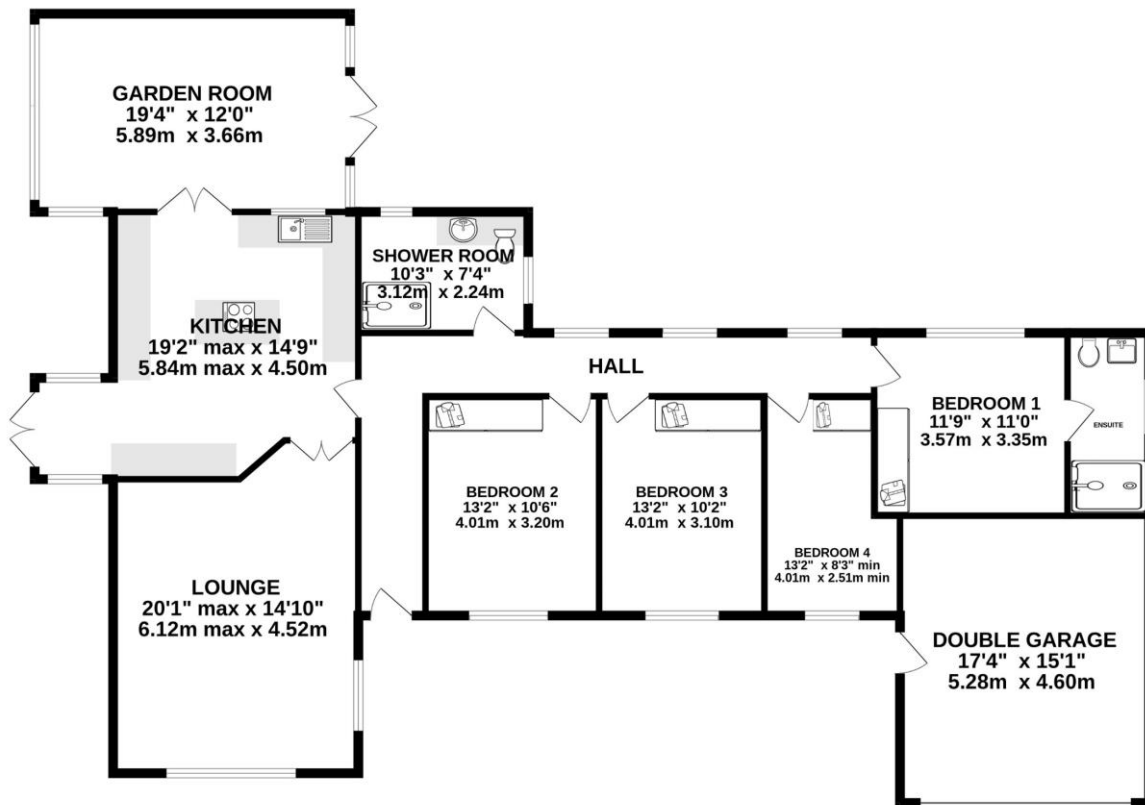 GARDEN ROOM
19'4" x 12'0"
5.89m x 3.66m
SHOWER ROOM
10'3" x 7'4"
3.12m x 2.24m
KITCHEN
19'2" max x 14'9"
5.84m max x 4.50m
HALL
BEDROOM 1
11'9" x 11'0"
3.57m x 3.35m
ENSUITE
BEDROOM 2
13'2" x 10'6"
4.01m x 3.20m
BEDROOM 3
13'2" x 10'2"
4.01m x 3.10m
BEDROOM 4
13'2" x 8'3" min
4.01m x 2.51m min
LOUNGE
20'1" max x 14'10"
6.12m max x 4.52m
DOUBLE GARAGE
17'4" x 15'1"
5.28m x 4.60m